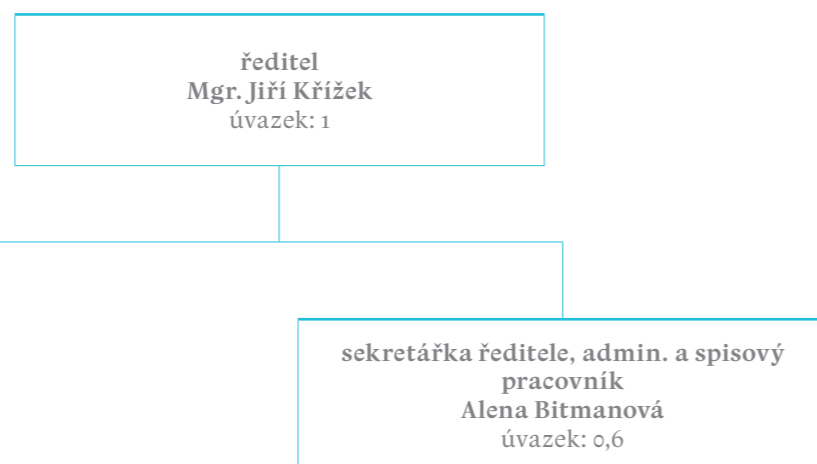 ředitel
Mgr. Jiří Křížek
úvazek: 1
sekretářka ředitele, admin. a spisový
pracovník
Alena Bitmanová
úvazek: 0,6